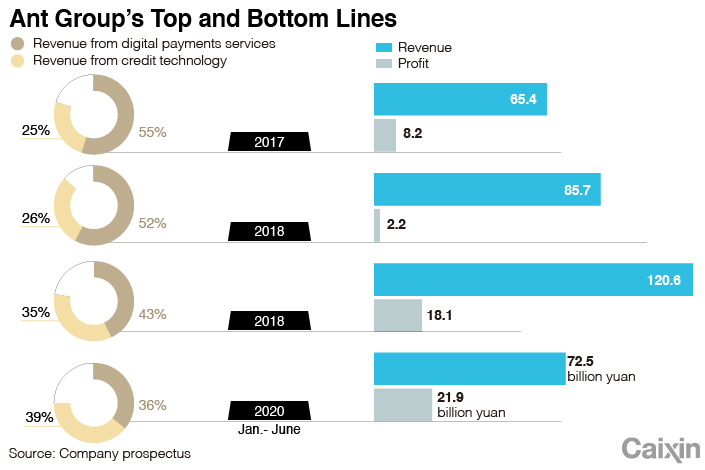 Ant Group's Top and Bottom Lines
Revenue from digital payments services
Revenue from credit technology
Revenue
Profit
25%
55%
2017
65.4
8.2
26%
52%
2018
85.7
2.2
35%
43%
2018
120.6
18.1
39%
36%
2020
Jan.- June
72.5
billion yuan
21.9
billion yuan
Source: Company prospectus
Caixin